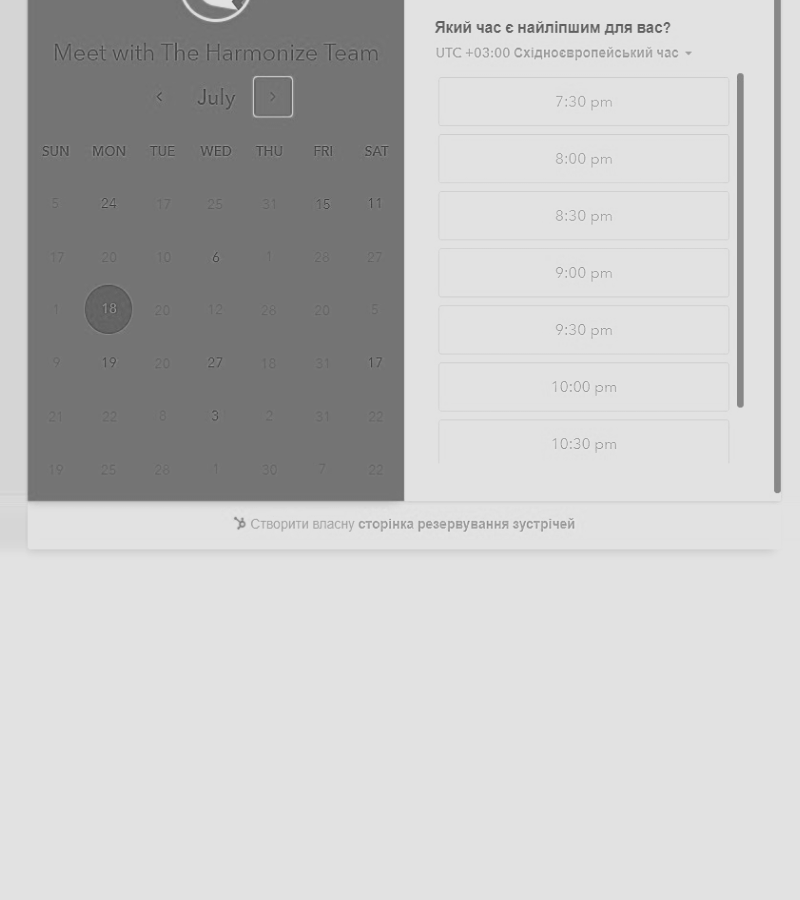 Meet with The Harmonize Team
July
SUN MON TUE WED THU FRI SAT
5 24 17 25 31 15 11
17 20 10 6 1 28 27
1 18 20 12 28 20 5
9 19 20 27 18 31 17
21 22 8 3 2 31 22
19 25 28 1 30 7 22
Який час є найліпшим для вас?
UTC +03:00 Східноєвропейський час
7:30 pm
8:00 pm
8:30 pm
9:00 pm
9:30 pm
10:00 pm
10:30 pm
Створити власну сторінка резервування зустрічей